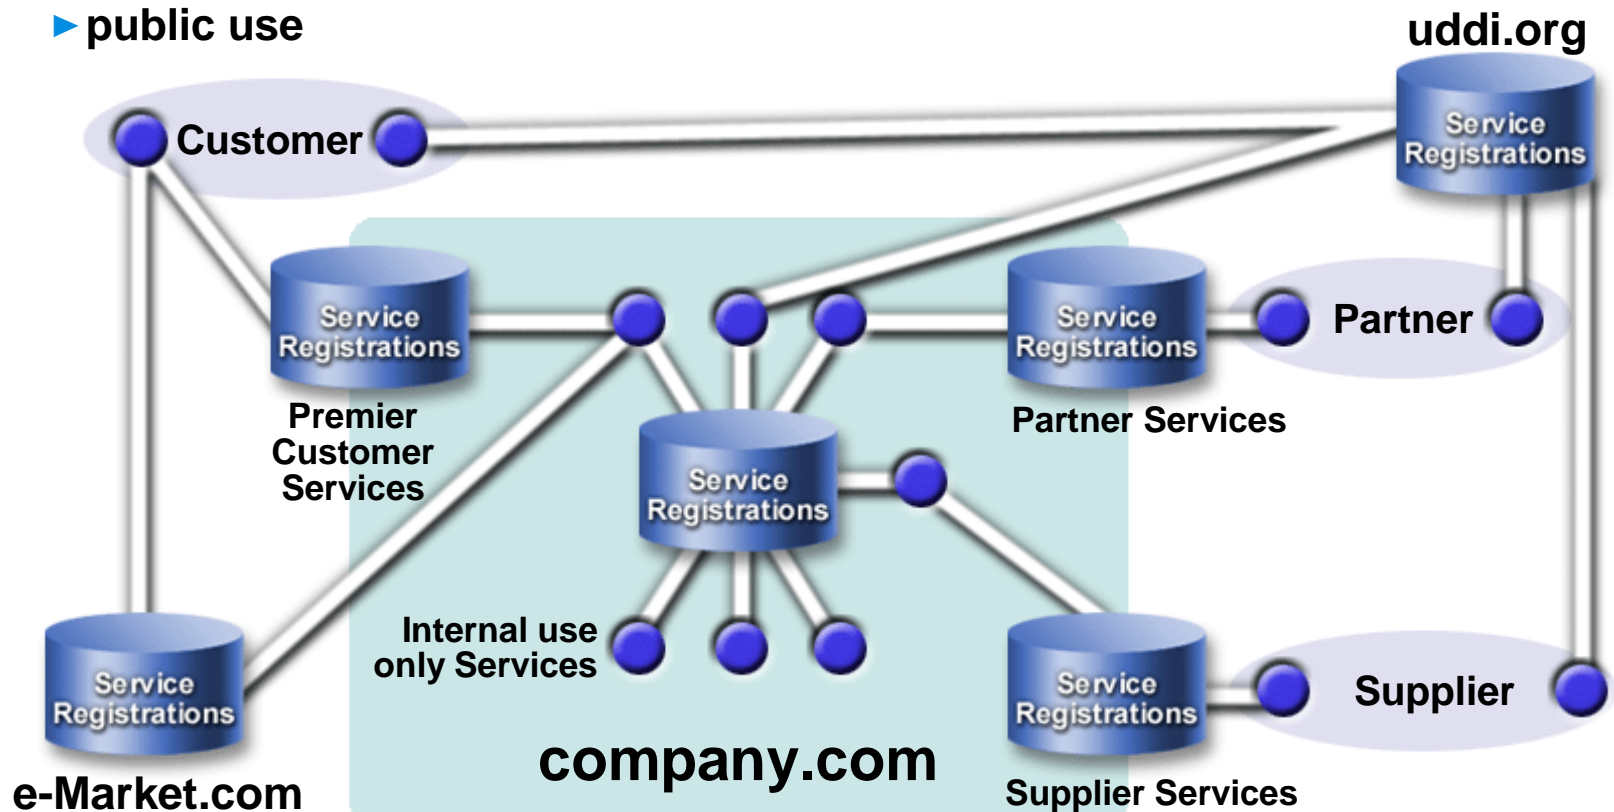 public use
uddi.org
Customer
Service
Registrations
Service
Registrations
Premier
Customer
Services
Service
Registrations
Partner Services
Partner
Service
Registrations
Internal use
only Services
Service
Registrations
e-Market.com
company.com
Service
Registrations
Supplier Services
Supplier